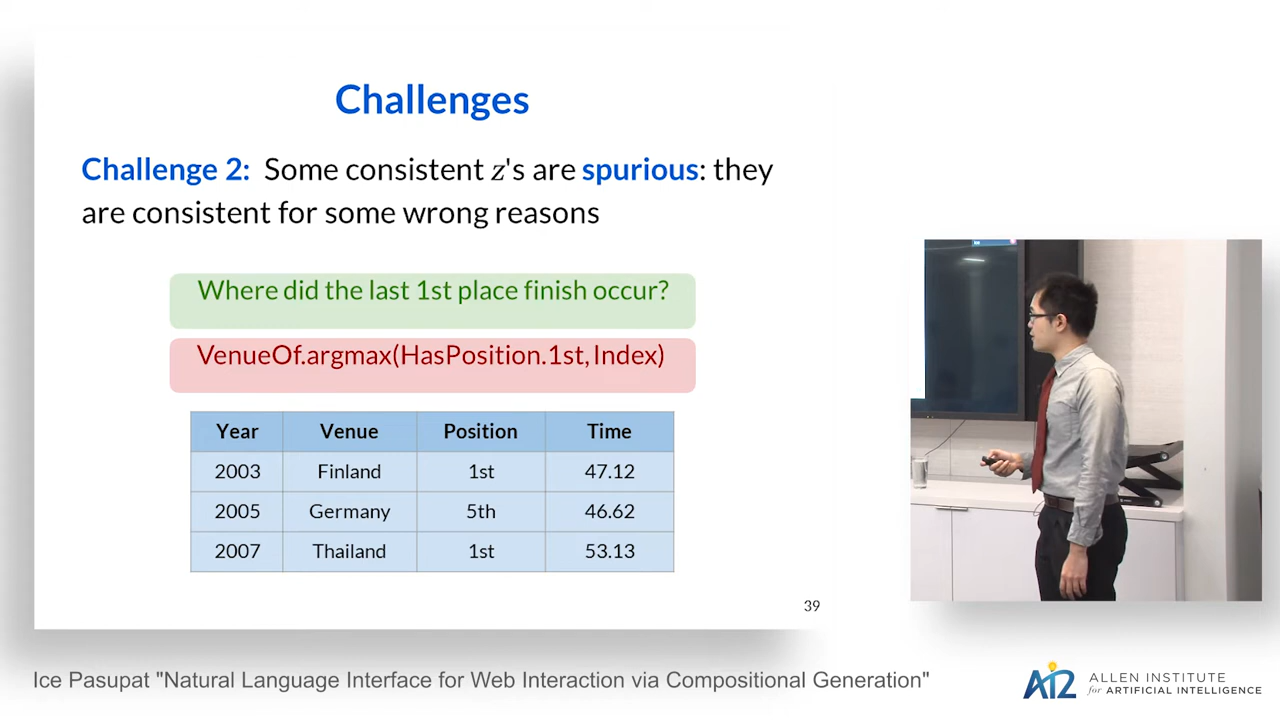 Challenges
Challenge 2: Some consistent z's are spurious: they
are consistent for some wrong reasons
Where did the last 1st place finish occur?
VenueOf.argmax(HasPosition.1st, Index)
Year Venue Position Time
2003 Finland 1st 47.12
2005 Germany 5th 46.62
2007 Thailand 1st 53.13
39
Ice Pasupat "Natural Language Interface for Web Interaction via Compositional Generation"
AI2 ALLEN INSTITUTE
for ARTIFICIAL INTELLIGENCE